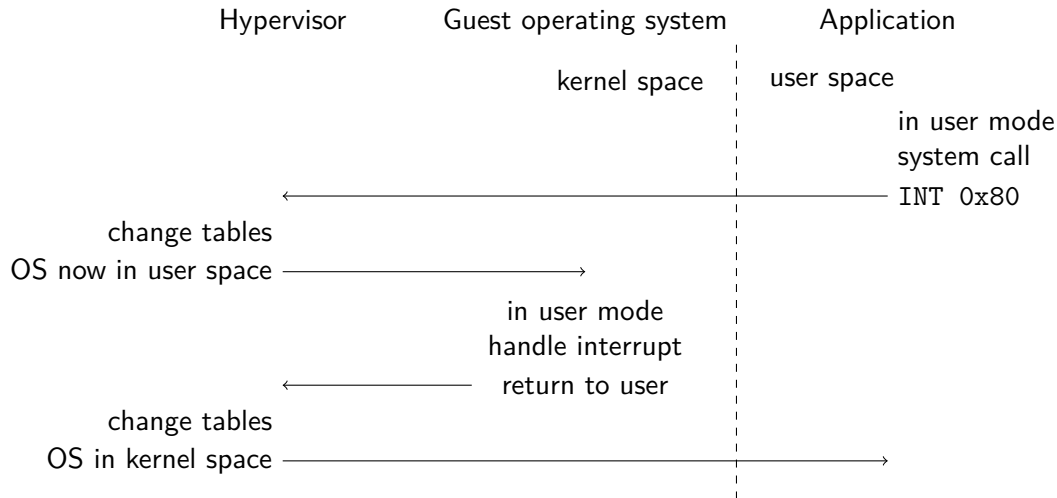 Hypervisor Guest operating system Application
kernel space user space
in user mode
system call
INT 0x80
change tables
OS now in user space
in user mode
handle interrupt
return to user
change tables
OS in kernel space